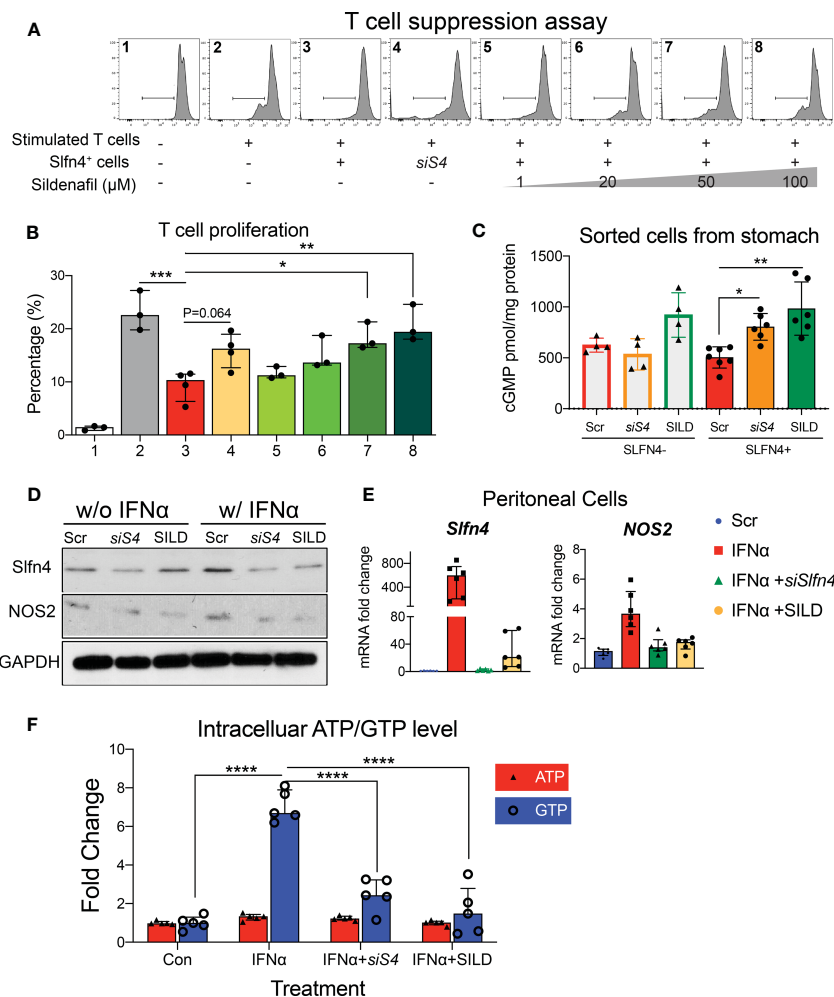 A
T cell suppression assay
1 2 3 4 5 6 7 8
Stimulated T cells - + + + + + + +
Slfn4+ cells - - + siS4 + + + +
Sildenafil (µM) - - - - 1 20 50 100
B
T cell proliferation
Percentage (%)
30
20
10
0
***
**
*
P=0.064
1 2 3 4 5 6 7 8
C
Sorted cells from stomach
cGMP pmol/mg protein
1500
1000
500
0
**
*
Scr siS4 SILD Scr siS4 SILD
SLFN4- SLFN4+
D
w/o IFNα w/ IFNα
Scr siS4 SILD Scr siS4 SILD
Slfn4
NOS2
GAPDH
E
Peritoneal Cells
Slfn4
mRNA fold change
800
400
80
40
0
NOS2
mRNA fold change
8
6
4
2
0
Scr
IFNα
IFNα +siSlfn4
IFNα +SILD
F
Intracelluar ATP/GTP level
Fold Change
10
8
6
4
2
0
****
****
****
ATP
GTP
Con IFNα IFNα+siS4 IFNα+SILD
Treatment